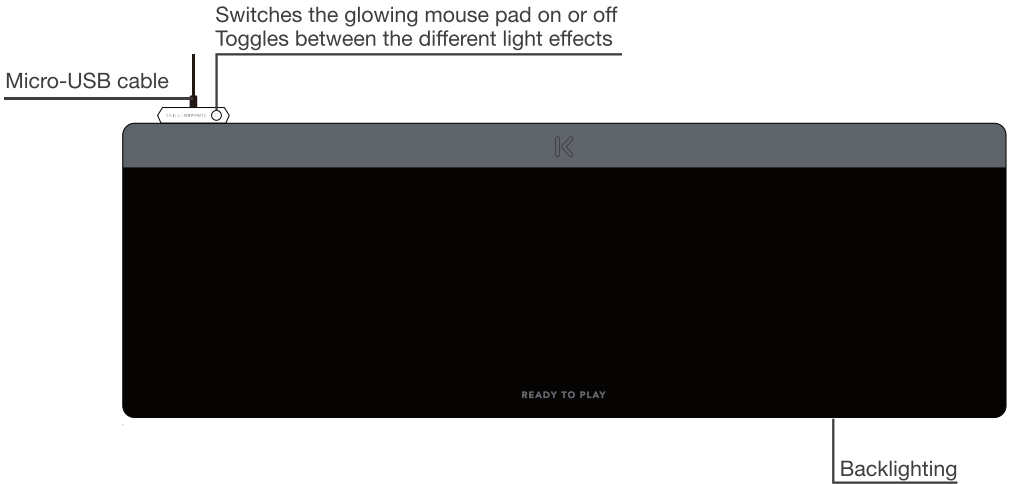 Switches the glowing mouse pad on or off
Toggles between the different light effects
Micro-USB cable
READY TO PLAY
Backlighting